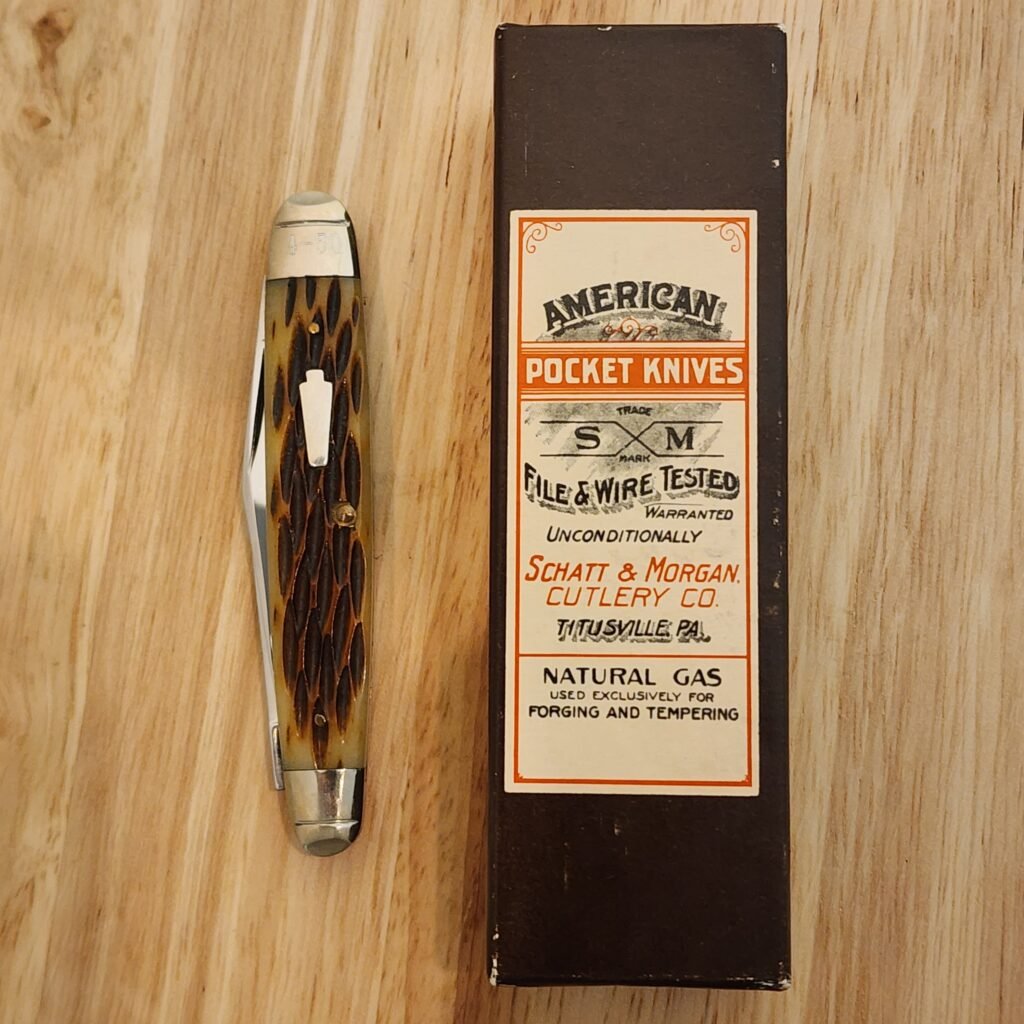 AMERICAN
POCKET KNIVES
TRADE
S X M
MARK
FILE & WIRE TESTED
WARRANTED
UNCONDITIONALLY
SCHATT & MORGAN.
CUTLERY CO.
TITUSVILLE, PA.
NATURAL GAS
USED EXCLUSIVELY FOR
FORGING AND TEMPERING